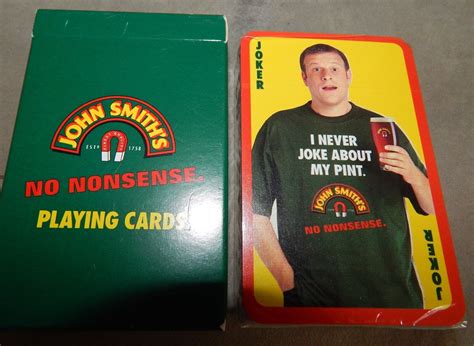 JOHN SMITH'S
ESTD 1758
NO NONSENSE.
PLAYING CARDS
JOKER
I NEVER
JOKE ABOUT
MY PINT.
JOHN SMITH'S
NO NONSENSE.
JOKER